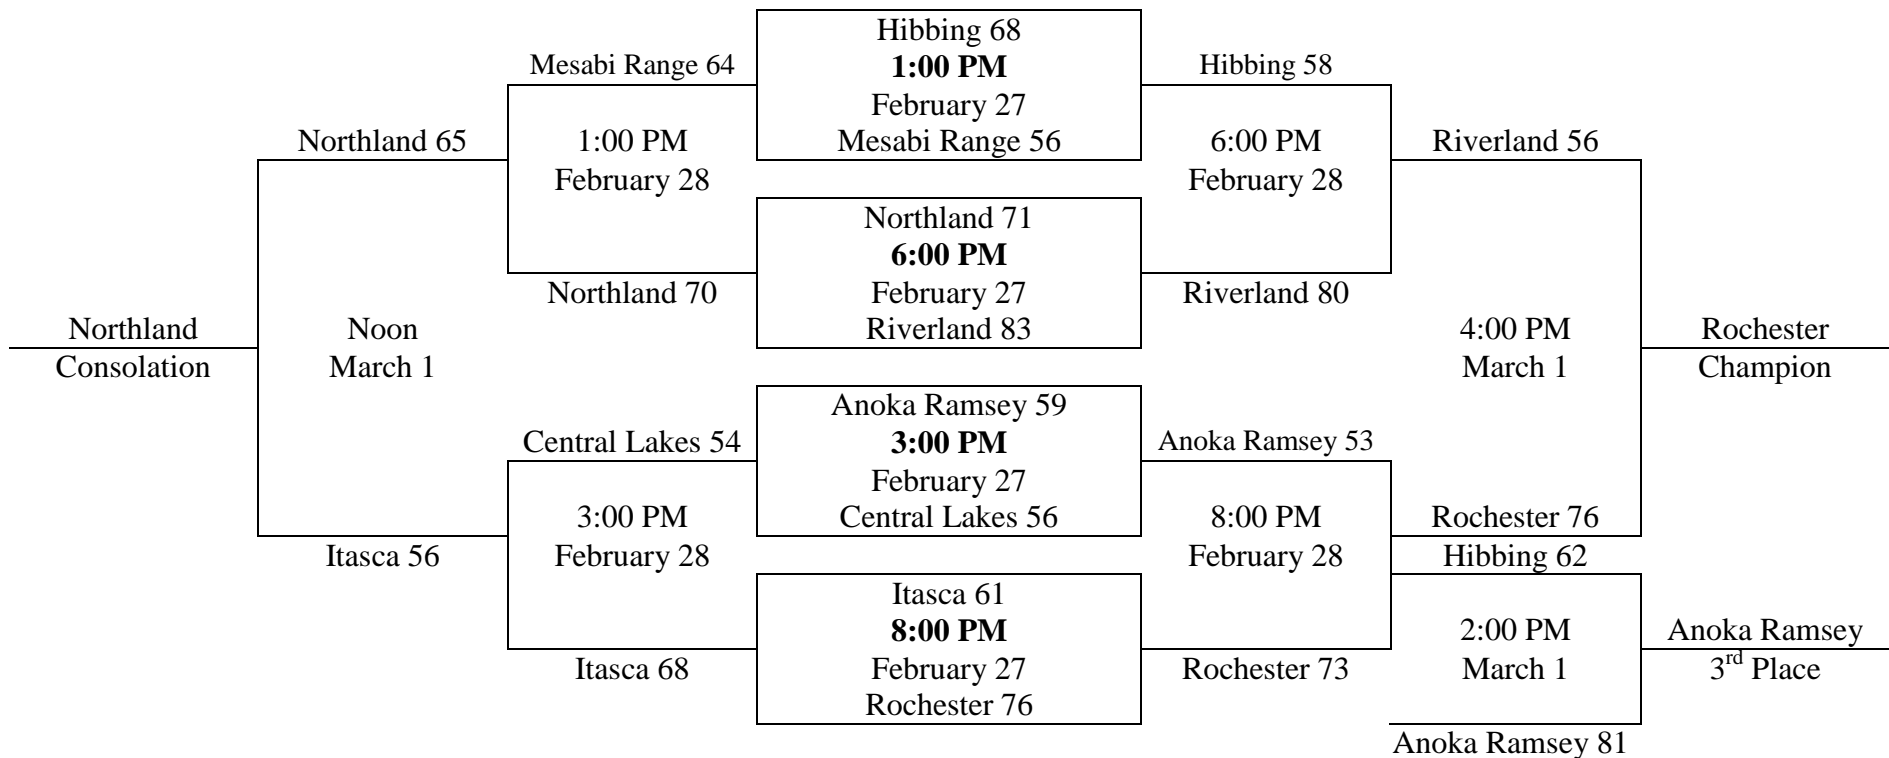 Hibbing 68
Mesabi Range 64
1:00 PM
Hibbing 58
February 27
Northland 65
1:00 PM
Mesabi Range 56
6:00 PM
Riverland 56
February 28
February 28
Northland 71
6:00 PM
Northland 70
February 27
Riverland 80
Northland
Noon
Riverland 83
4:00 PM
Rochester
Consolation
March 1
March 1
Champion
Anoka Ramsey 59
Central Lakes 54
3:00 PM
Anoka Ramsey 53
February 27
3:00 PM
Central Lakes 56
8:00 PM
Rochester 76
Itasca 56
February 28
February 28
Hibbing 62
Itasca 61
8:00 PM
2:00 PM
Anoka Ramsey
Itasca 68
February 27
Rochester 73
March 1
3rd Place
Rochester 76
Anoka Ramsey 81